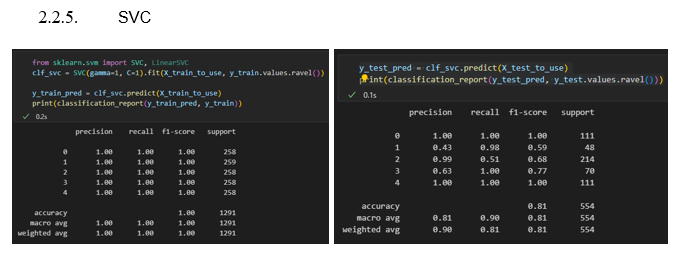 2.2.5. SVC
from sklearn.svm import SVC, LinearSVC
clf_svc = SVC(gamma=1, C=1).fit(X_train_to_use, y_train.values.ravel())
y_train_pred = clf_svc.predict(X_train_to_use)
print(classification_report(y_train_pred, y_train))
✓ 0.2s
precision recall f1-score support
0 1.00 1.00 1.00 258
1 1.00 1.00 1.00 259
2 1.00 1.00 1.00 258
3 1.00 1.00 1.00 258
4 1.00 1.00 1.00 258
accuracy 1.00 1291
macro avg 1.00 1.00 1.00 1291
weighted avg 1.00 1.00 1.00 1291
y_test_pred = clf_svc.predict(X_test_to_use)
print(classification_report(y_test_pred, y_test.values.ravel()))
✓ 0.1s
precision recall f1-score support
0 1.00 1.00 1.00 111
1 0.43 0.98 0.59 48
2 0.99 0.51 0.68 214
3 0.63 1.00 0.77 70
4 1.00 1.00 1.00 111
accuracy 0.81 554
macro avg 0.81 0.90 0.81 554
weighted avg 0.90 0.81 0.81 554